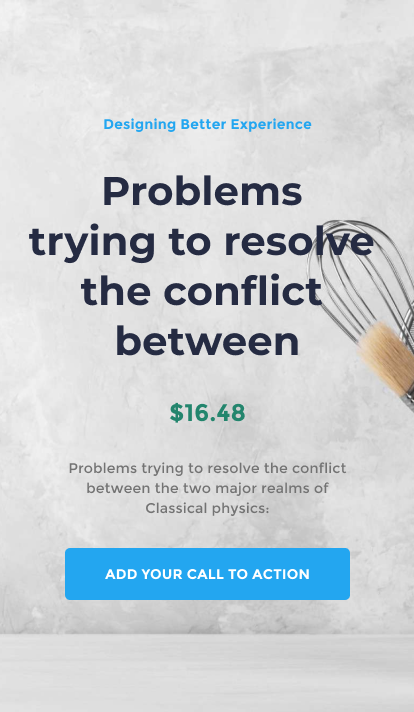 Designing Better Experience
Problems
trying to resolve
the conflict
between
$16.48
Problems trying to resolve the conflict
between the two major realms of
Classical physics:
ADD YOUR CALL TO ACTION